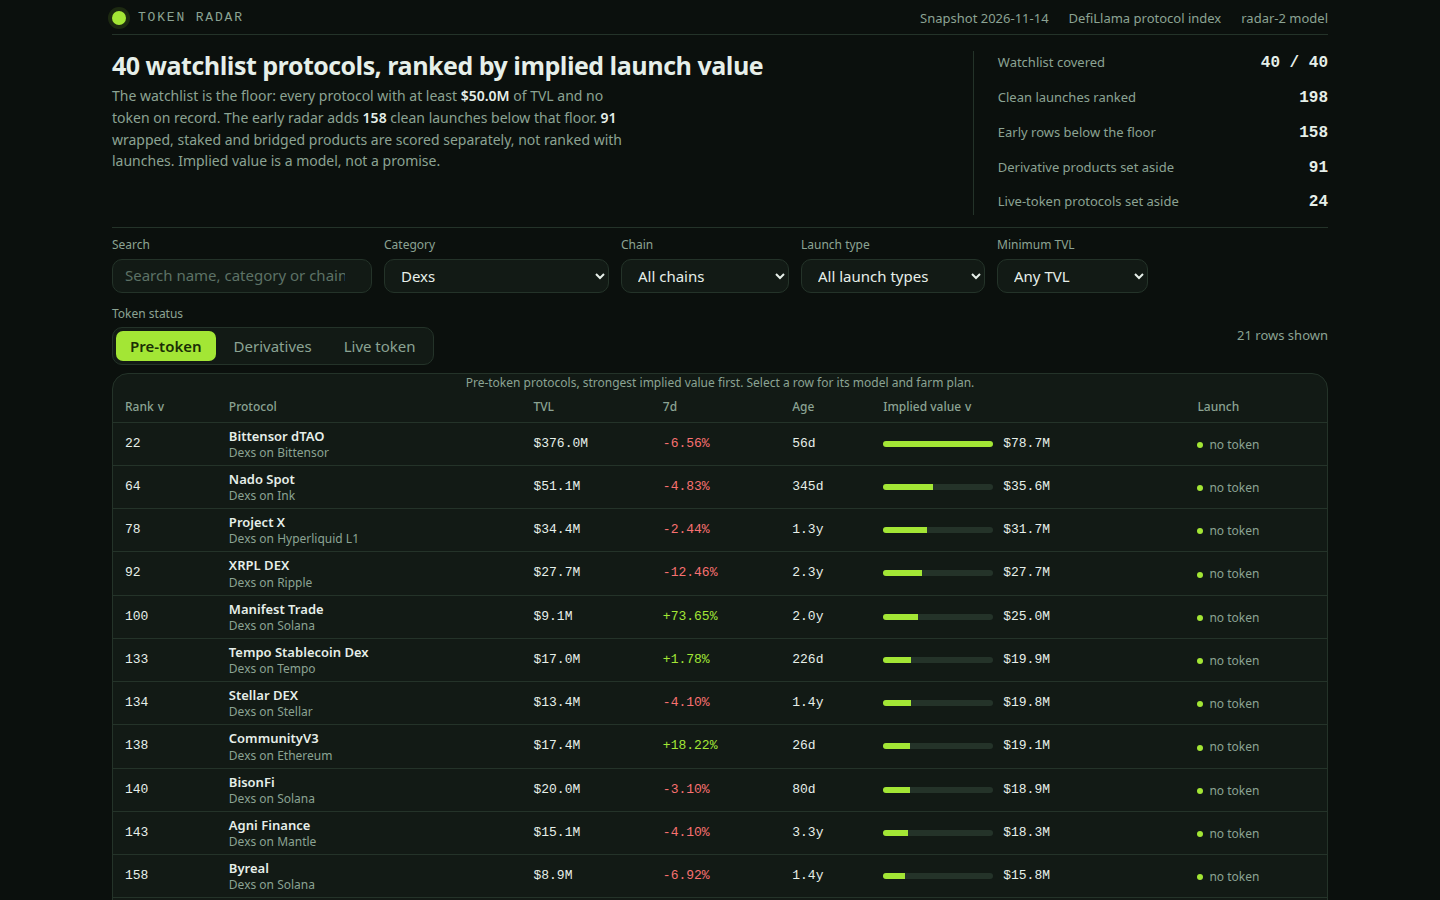 TOKEN RADAR
Snapshot 2026-11-14 DefiLlama protocol index radar-2 model
40 watchlist protocols, ranked by implied launch value
The watchlist is the floor: every protocol with at least $50.0M of TVL and no
token on record. The early radar adds 158 clean launches below that floor. 91
wrapped, staked and bridged products are scored separately, not ranked with
launches. Implied value is a model, not a promise.
Watchlist covered 40 / 40
Clean launches ranked 198
Early rows below the floor 158
Derivative products set aside 91
Live-token protocols set aside 24
Search Category Chain Launch type Minimum TVL
Search name, category or chain Dexs All chains All launch types Any TVL
Token status
Pre-token Derivatives Live token
21 rows shown
Pre-token protocols, strongest implied value first. Select a row for its model and farm plan.
Rank v Protocol TVL 7d Age Implied value v Launch
22 Bittensor dTAO $376.0M -6.56% 56d $78.7M no token
Dexs on Bittensor
64 Nado Spot $51.1M -4.83% 345d $35.6M no token
Dexs on Ink
78 Project X $34.4M -2.44% 1.3y $31.7M no token
Dexs on Hyperliquid L1
92 XRPL DEX $27.7M -12.46% 2.3y $27.7M no token
Dexs on Ripple
100 Manifest Trade $9.1M +73.65% 2.0y $25.0M no token
Dexs on Solana
133 Tempo Stablecoin Dex $17.0M +1.78% 226d $19.9M no token
Dexs on Tempo
134 Stellar DEX $13.4M -4.10% 1.4y $19.8M no token
Dexs on Stellar
138 CommunityV3 $17.4M +18.22% 26d $19.1M no token
Dexs on Ethereum
140 BisonFi $20.0M -3.10% 80d $18.9M no token
Dexs on Solana
143 Agni Finance $15.1M -4.10% 3.3y $18.3M no token
Dexs on Mantle
158 Byreal $8.9M -6.92% 1.4y $15.8M no token
Dexs on Solana